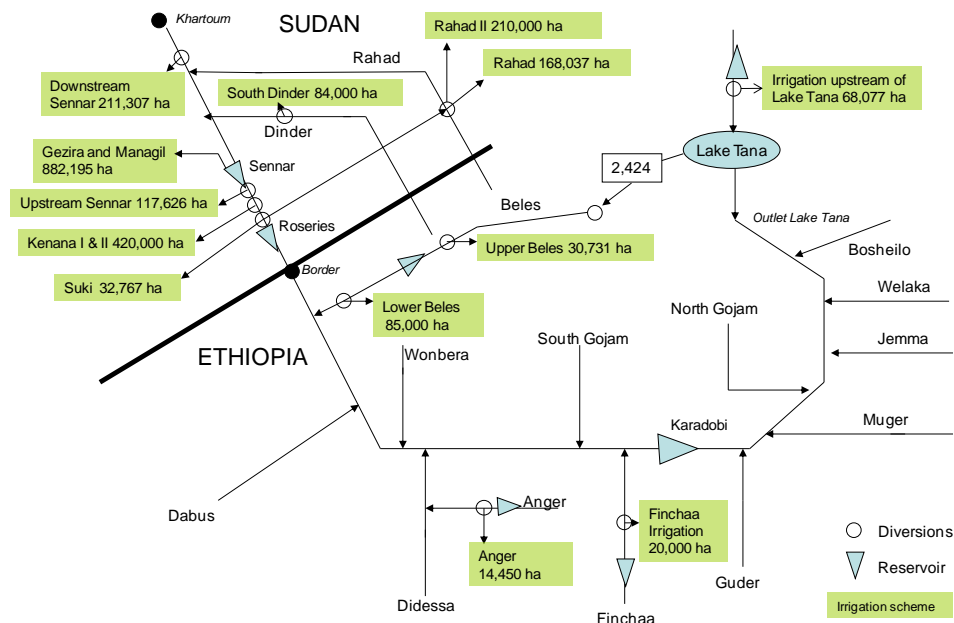 Khartoum
SUDAN
Rahad II 210,000 ha
Rahad
Rahad 168,037 ha
Downstream
Sennar 211,307 ha
South Dinder 84,000 ha
Dinder
Irrigation upstream of
Lake Tana 68,077 ha
Gezira and Managil
882,195 ha
Sennar
Lake Tana
2,424
Upstream Sennar 117,626 ha
Beles
Roseries
Outlet Lake Tana
Kenana I & II 420,000 ha
Upper Beles 30,731 ha
Bosheilo
Border
Suki 32,767 ha
Lower Beles
85,000 ha
Welaka
North Gojam
ETHIOPIA
Wonbera
South Gojam
Jemma
Karadobi
Muger
Dabus
Anger
Finchaa
Irrigation
20,000 ha
Diversions
Anger
14,450 ha
Reservoir
Guder
Didessa
Finchaa
Irrigation scheme